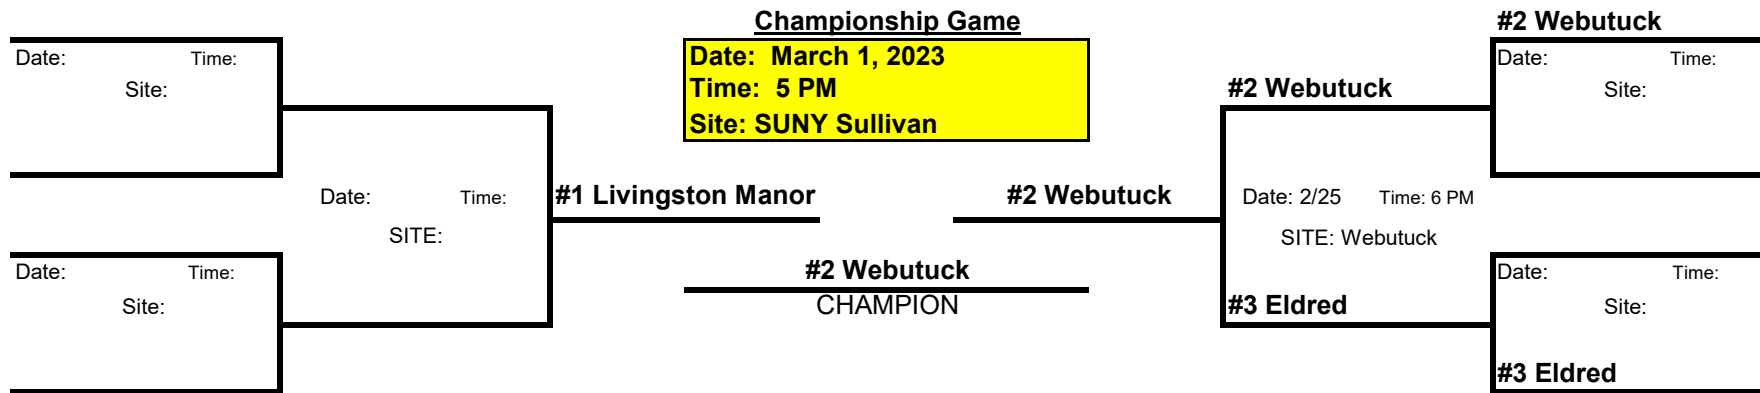 Championship Game
#2 Webutuck
Date: Time:
Date: March 1, 2023
Date: Time:
Site:
Time: 5 PM
#2 Webutuck
Site:
Site: SUNY Sullivan
Date: Time:
#1 Livingston Manor
#2 Webutuck
Date: 2/25 Time: 6 PM
SITE:
SITE: Webutuck
Date: Time:
#2 Webutuck
Date: Time:
Site:
CHAMPION
#3 Eldred
Site:
#3 Eldred